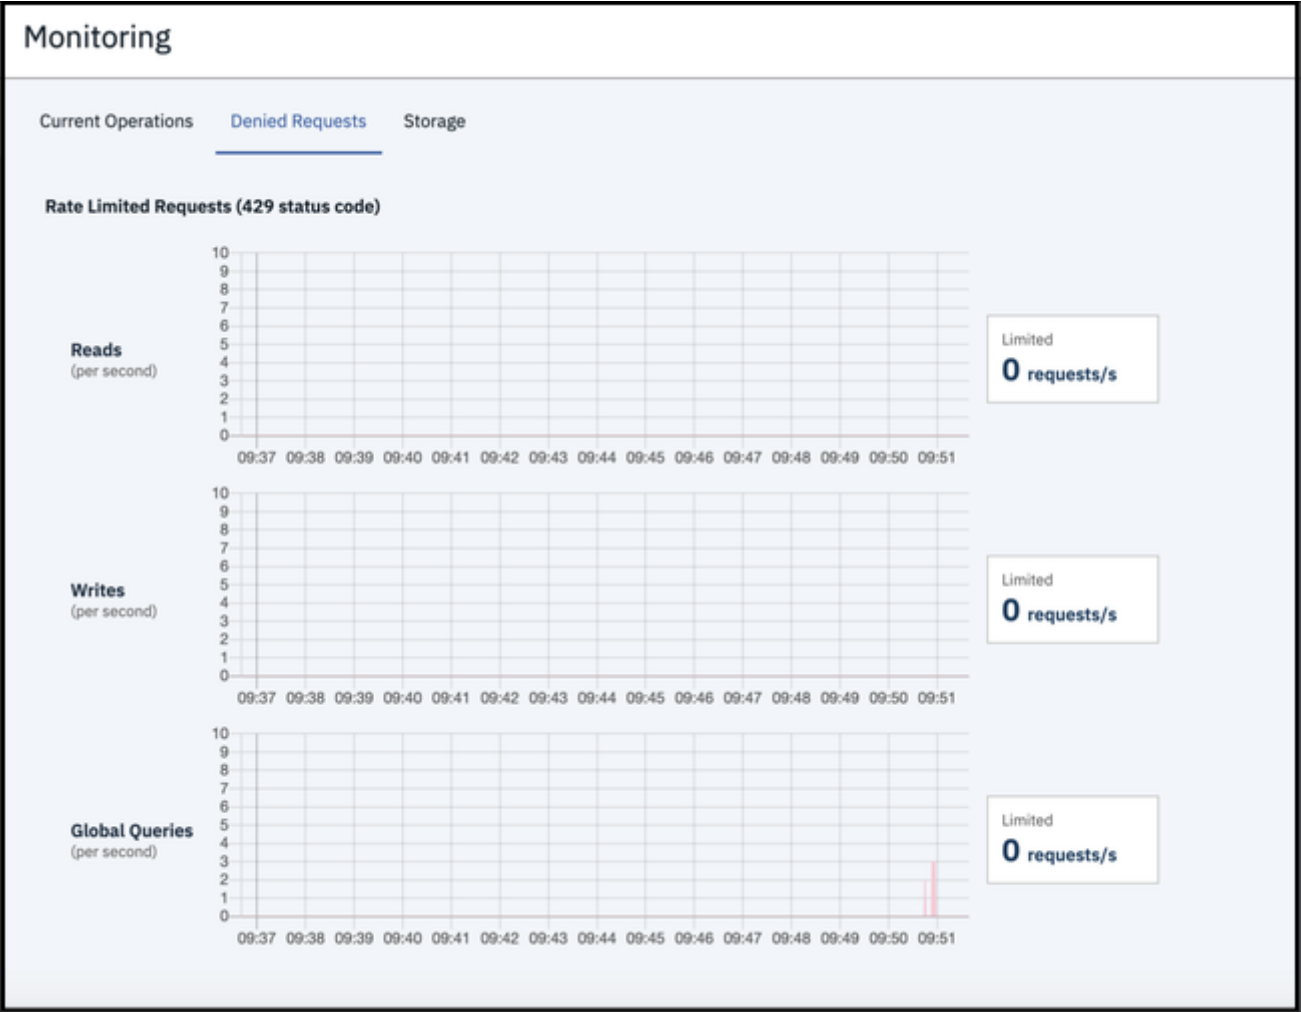 Monitoring
Current Operations Denied Requests Storage
Rate Limited Requests (429 status code)
10
9
8
7
6
5
4
3
2
1
0
Reads
(per second)
09:37 09:38 09:39 09:40 09:41 09:42 09:43 09:44 09:45 09:46 09:47 09:48 09:49 09:50 09:51
Limited
0 requests/s
10
9
8
7
6
5
4
3
2
1
0
Writes
(per second)
09:37 09:38 09:39 09:40 09:41 09:42 09:43 09:44 09:45 09:46 09:47 09:48 09:49 09:50 09:51
Limited
0 requests/s
10
9
8
7
6
5
4
3
2
1
0
Global Queries
(per second)
09:37 09:38 09:39 09:40 09:41 09:42 09:43 09:44 09:45 09:46 09:47 09:48 09:49 09:50 09:51
Limited
0 requests/s